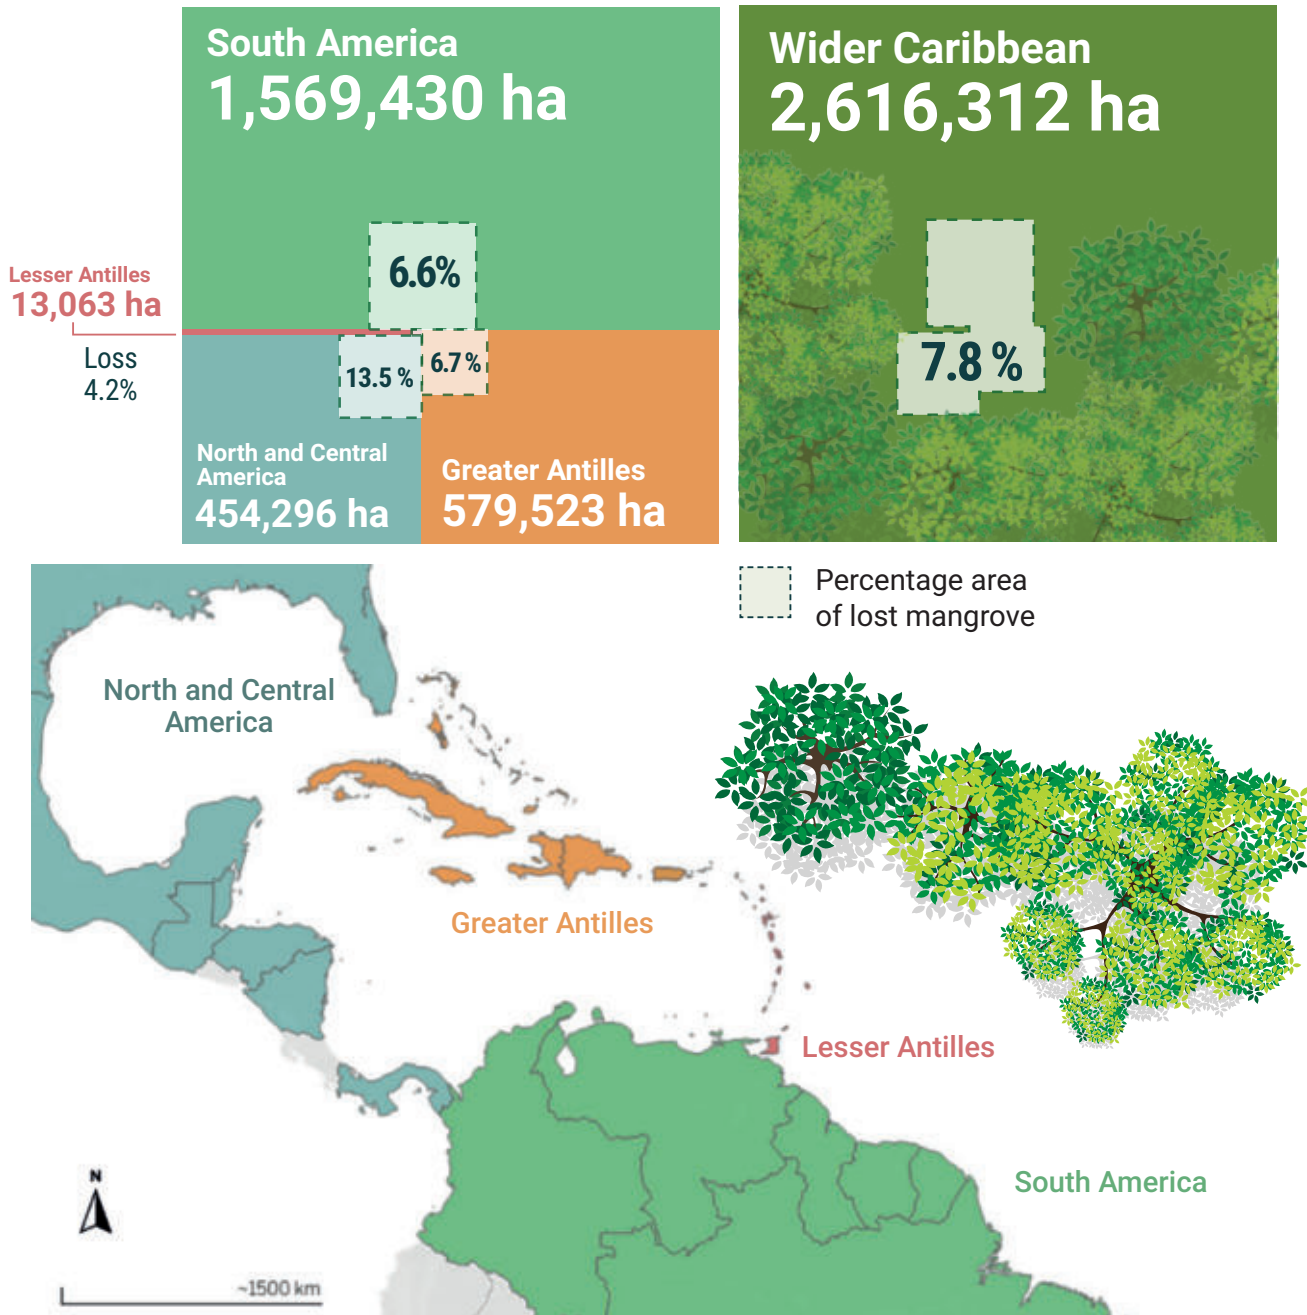 South America
1,569,430 ha
Wider Caribbean
2,616,312 ha
6.6%
Lesser Antilles
13,063 ha
Loss
4.2%
13.5 %
6.7 %
7.8 %
North and Central
America
454,296 ha
Greater Antilles
579,523 ha
Percentage area
of lost mangrove
North and Central
America
Greater Antilles
Lesser Antilles
South America
N
~1500 km